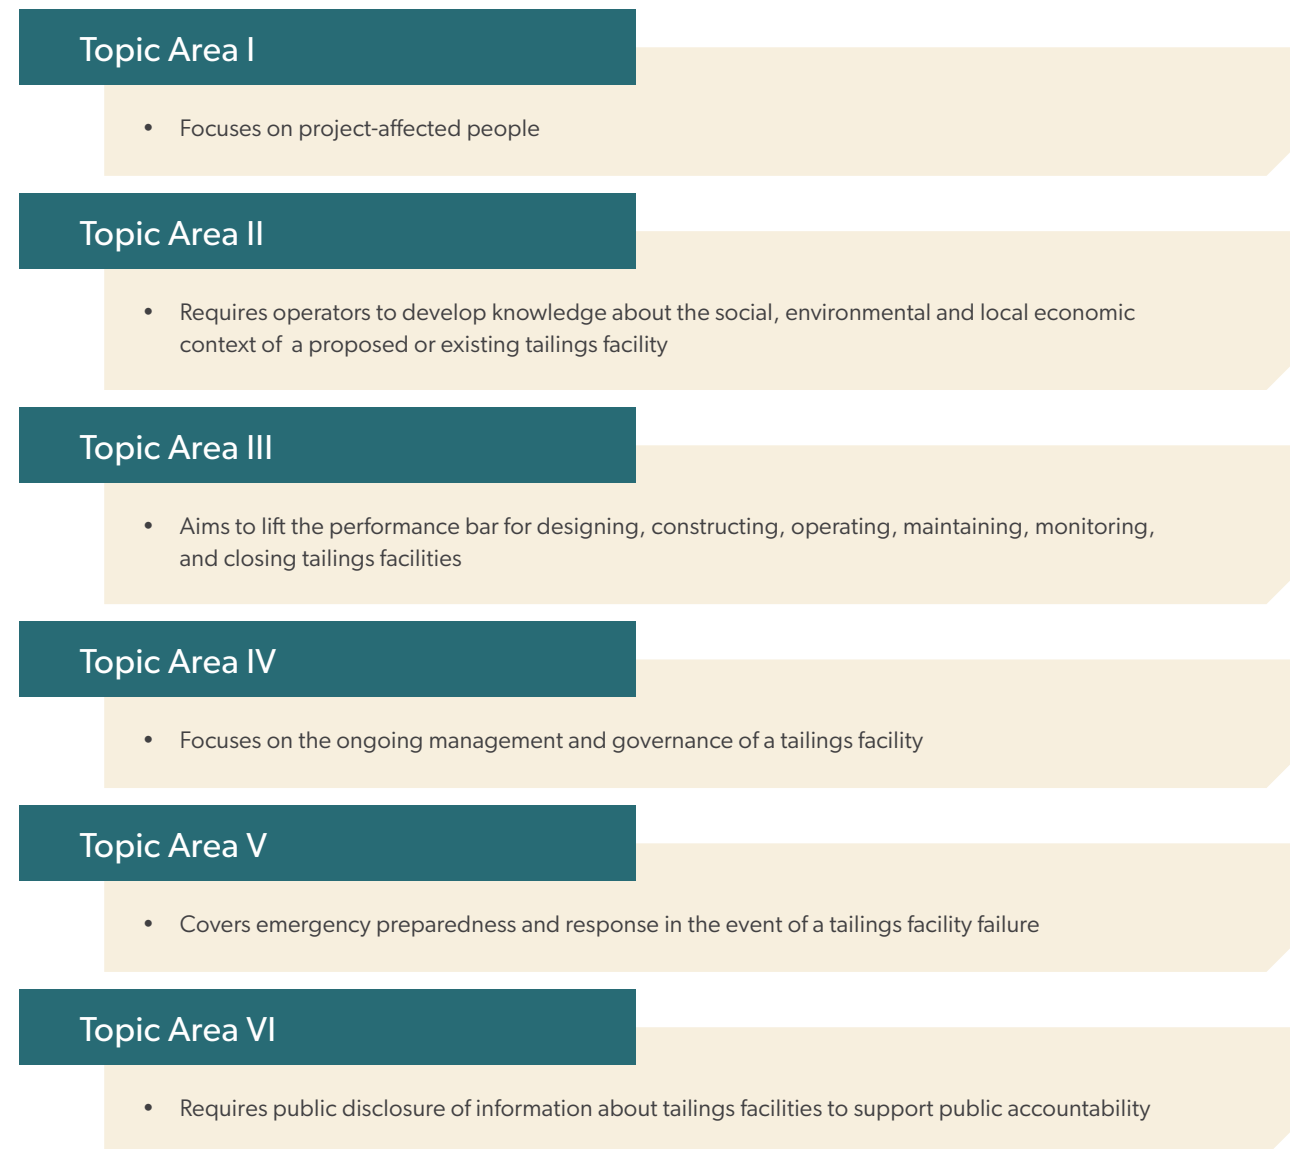 Topic Area I
• Focuses on project-affected people
Topic Area II
• Requires operators to develop knowledge about the social, environmental and local economic
context of  a proposed or existing tailings facility
Topic Area III
• Aims to lift the performance bar for designing, constructing, operating, maintaining, monitoring,
and closing tailings facilities
Topic Area IV
• Focuses on the ongoing management and governance of a tailings facility
Topic Area V
• Covers emergency preparedness and response in the event of a tailings facility failure
Topic Area VI
• Requires public disclosure of information about tailings facilities to support public accountability